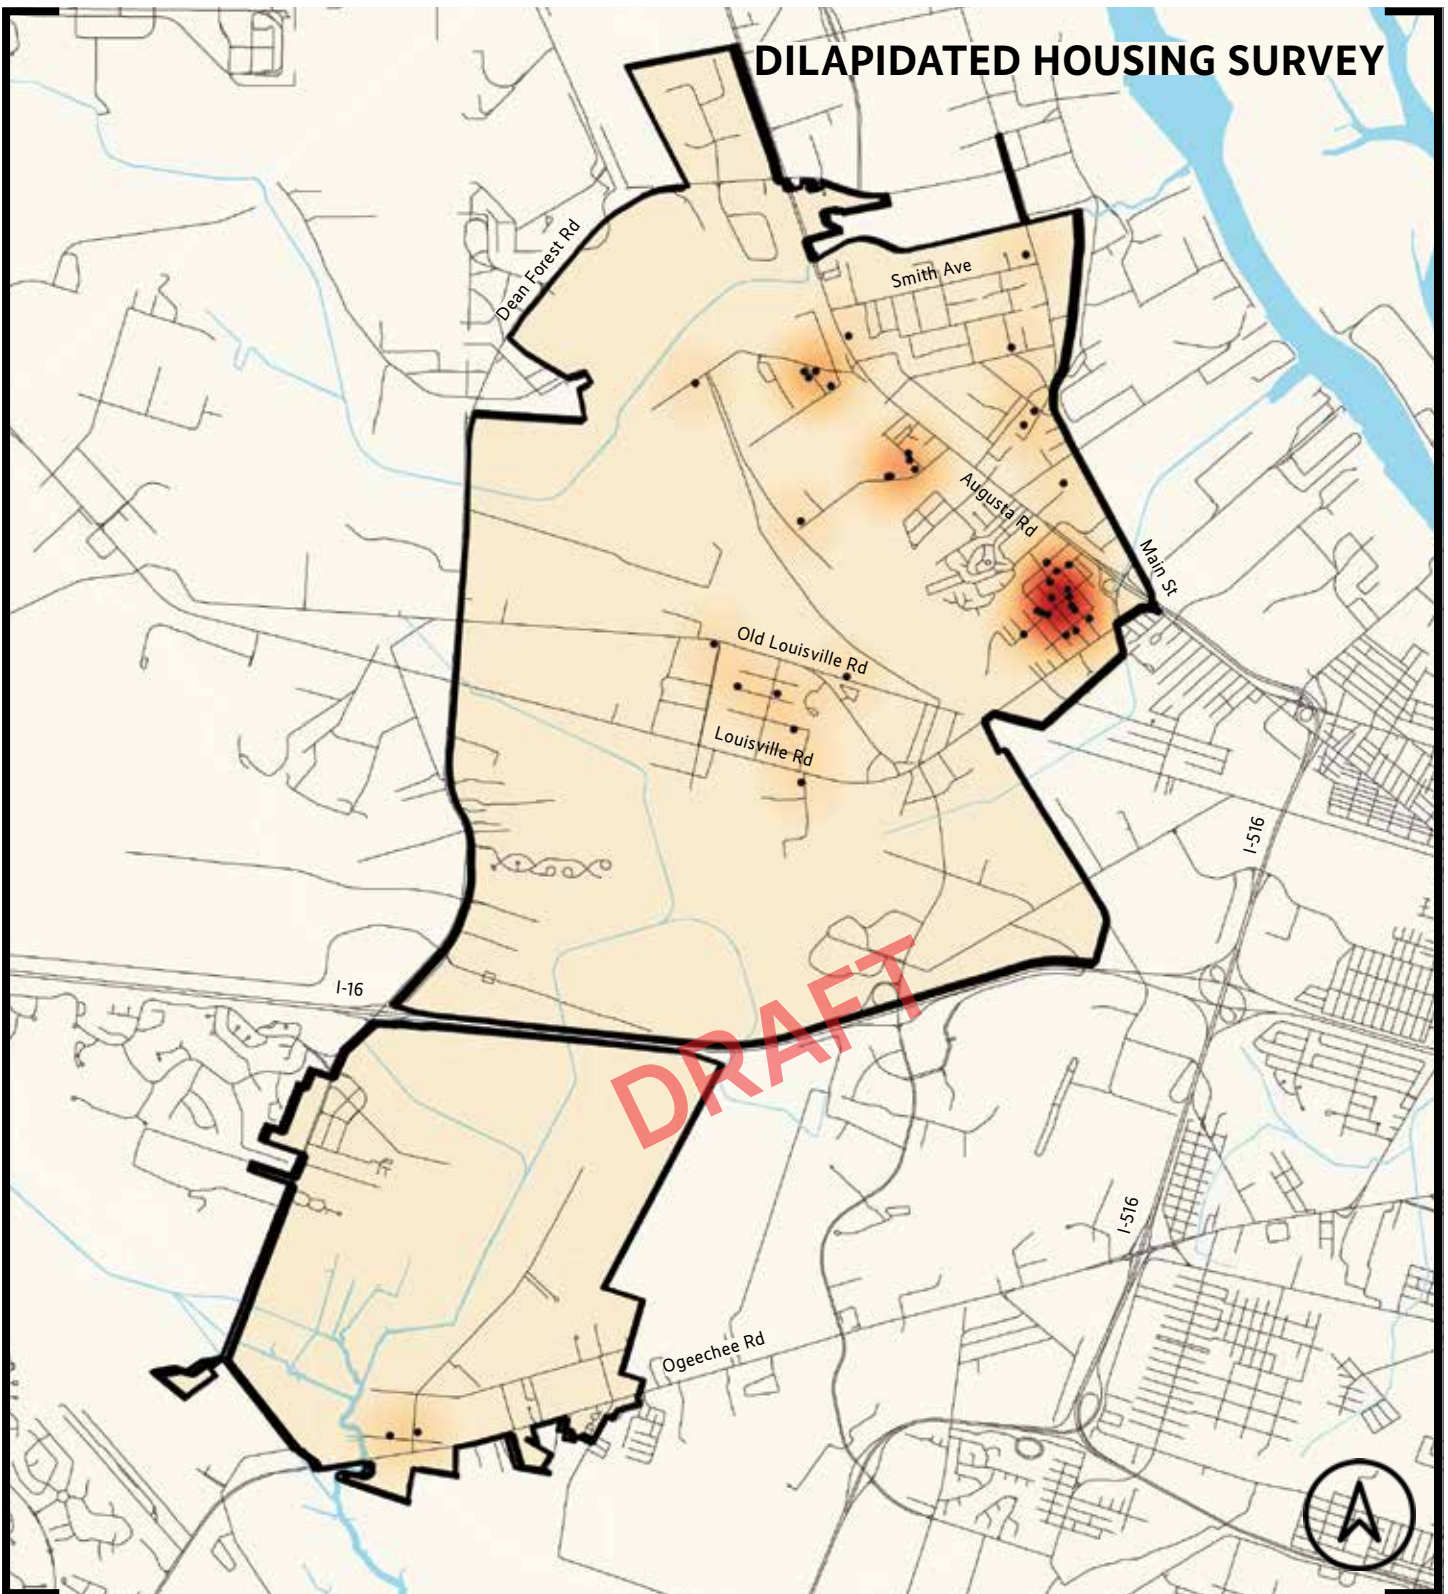 DILAPIDATED HOUSING SURVEY
Dean Forest Rd
Smith Ave
Augusta Rd
Main St
Old Louisville Rd
Louisville Rd
I-516
I-16
DRAFT
I-516
Ogeechee Rd